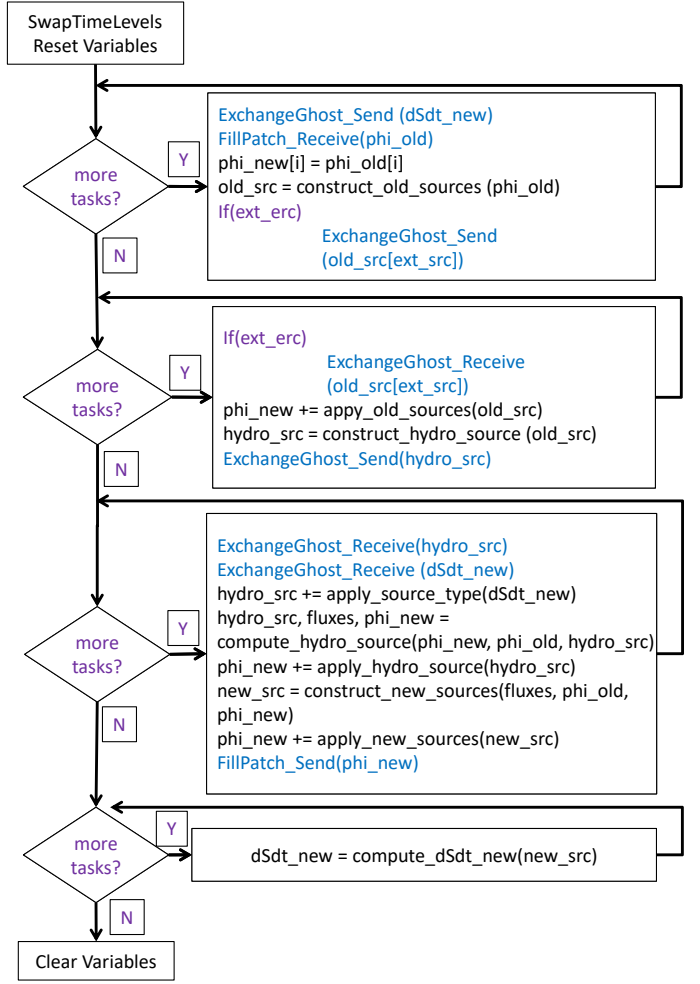 SwapTimeLevels
Reset Variables
more
tasks?
Y
ExchangeGhost_Send (dSdt_new)
FillPatch_Receive(phi_old)
phi_new[i] = phi_old[i]
old_src = construct_old_sources (phi_old)
If(ext_erc)
ExchangeGhost_Send
(old_src[ext_src])
N
more
tasks?
Y
If(ext_erc)
ExchangeGhost_Receive
(old_src[ext_src])
phi_new += appy_old_sources(old_src)
hydro_src = construct_hydro_source (old_src)
ExchangeGhost_Send(hydro_src)
N
more
tasks?
Y
ExchangeGhost_Receive(hydro_src)
ExchangeGhost_Receive (dSdt_new)
hydro_src += apply_source_type(dSdt_new)
hydro_src, fluxes, phi_new =
compute_hydro_source(phi_new, phi_old, hydro_src)
phi_new += apply_hydro_source(hydro_src)
new_src = construct_new_sources(fluxes, phi_old,
phi_new)
phi_new += apply_new_sources(new_src)
FillPatch_Send(phi_new)
N
more
tasks?
Y
dSdt_new = compute_dSdt_new(new_src)
N
Clear Variables